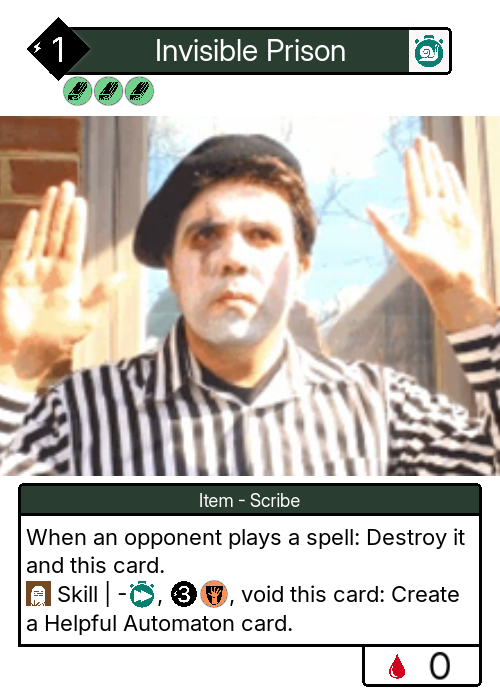 1 Invisible Prison
Item - Scribe
When an opponent plays a spell: Destroy it
and this card.
Skill | -, 3, void this card: Create
a Helpful Automaton card.
0